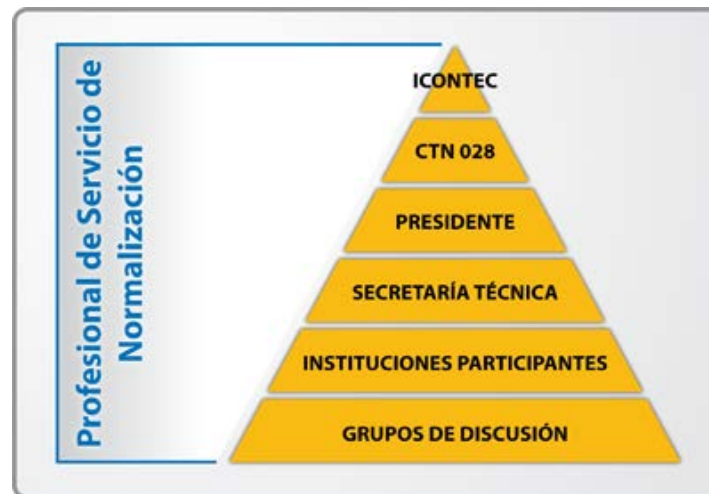 Profesional de Servicio de
Normalización
ICONTEC
CTN 028
PRESIDENTE
SECRETARÍA TÉCNICA
INSTITUCIONES PARTICIPANTES
GRUPOS DE DISCUSIÓN